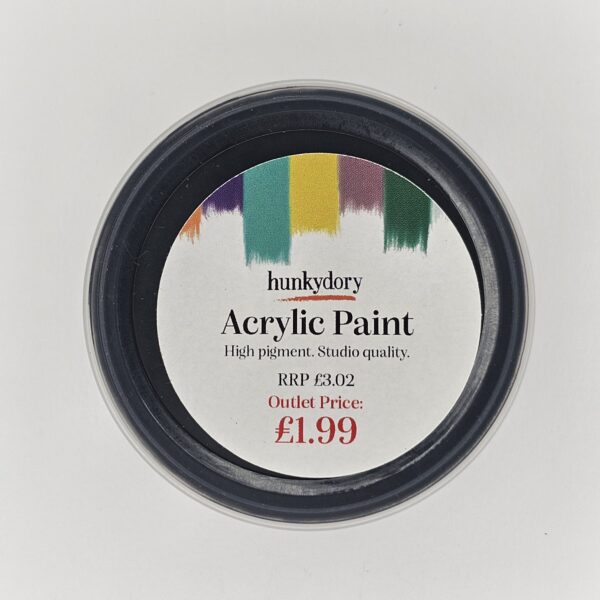 hunkydory
Acrylic Paint
High pigment. Studio quality.
RRP £3.02
Outlet Price:
£1.99